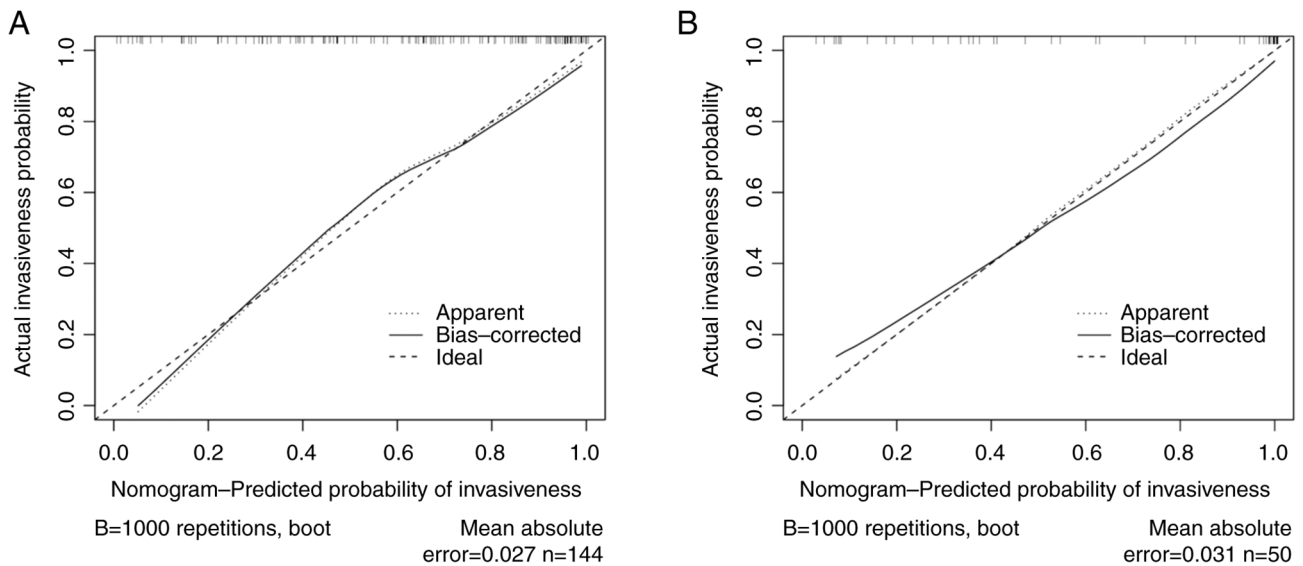 A
Actual invasiveness probability
1.0
0.8
0.6
0.4
0.2
0.0
Apparent
Bias–corrected
Ideal
0.0 0.2 0.4 0.6 0.8 1.0
Nomogram–Predicted probability of invasiveness
B=1000 repetitions, boot
Mean absolute
error=0.027 n=144
B
Actual invasiveness probability
1.0
0.8
0.6
0.4
0.2
0.0
Apparent
Bias–corrected
Ideal
0.0 0.2 0.4 0.6 0.8 1.0
Nomogram–Predicted probability of invasiveness
B=1000 repetitions, boot
Mean absolute
error=0.031 n=50